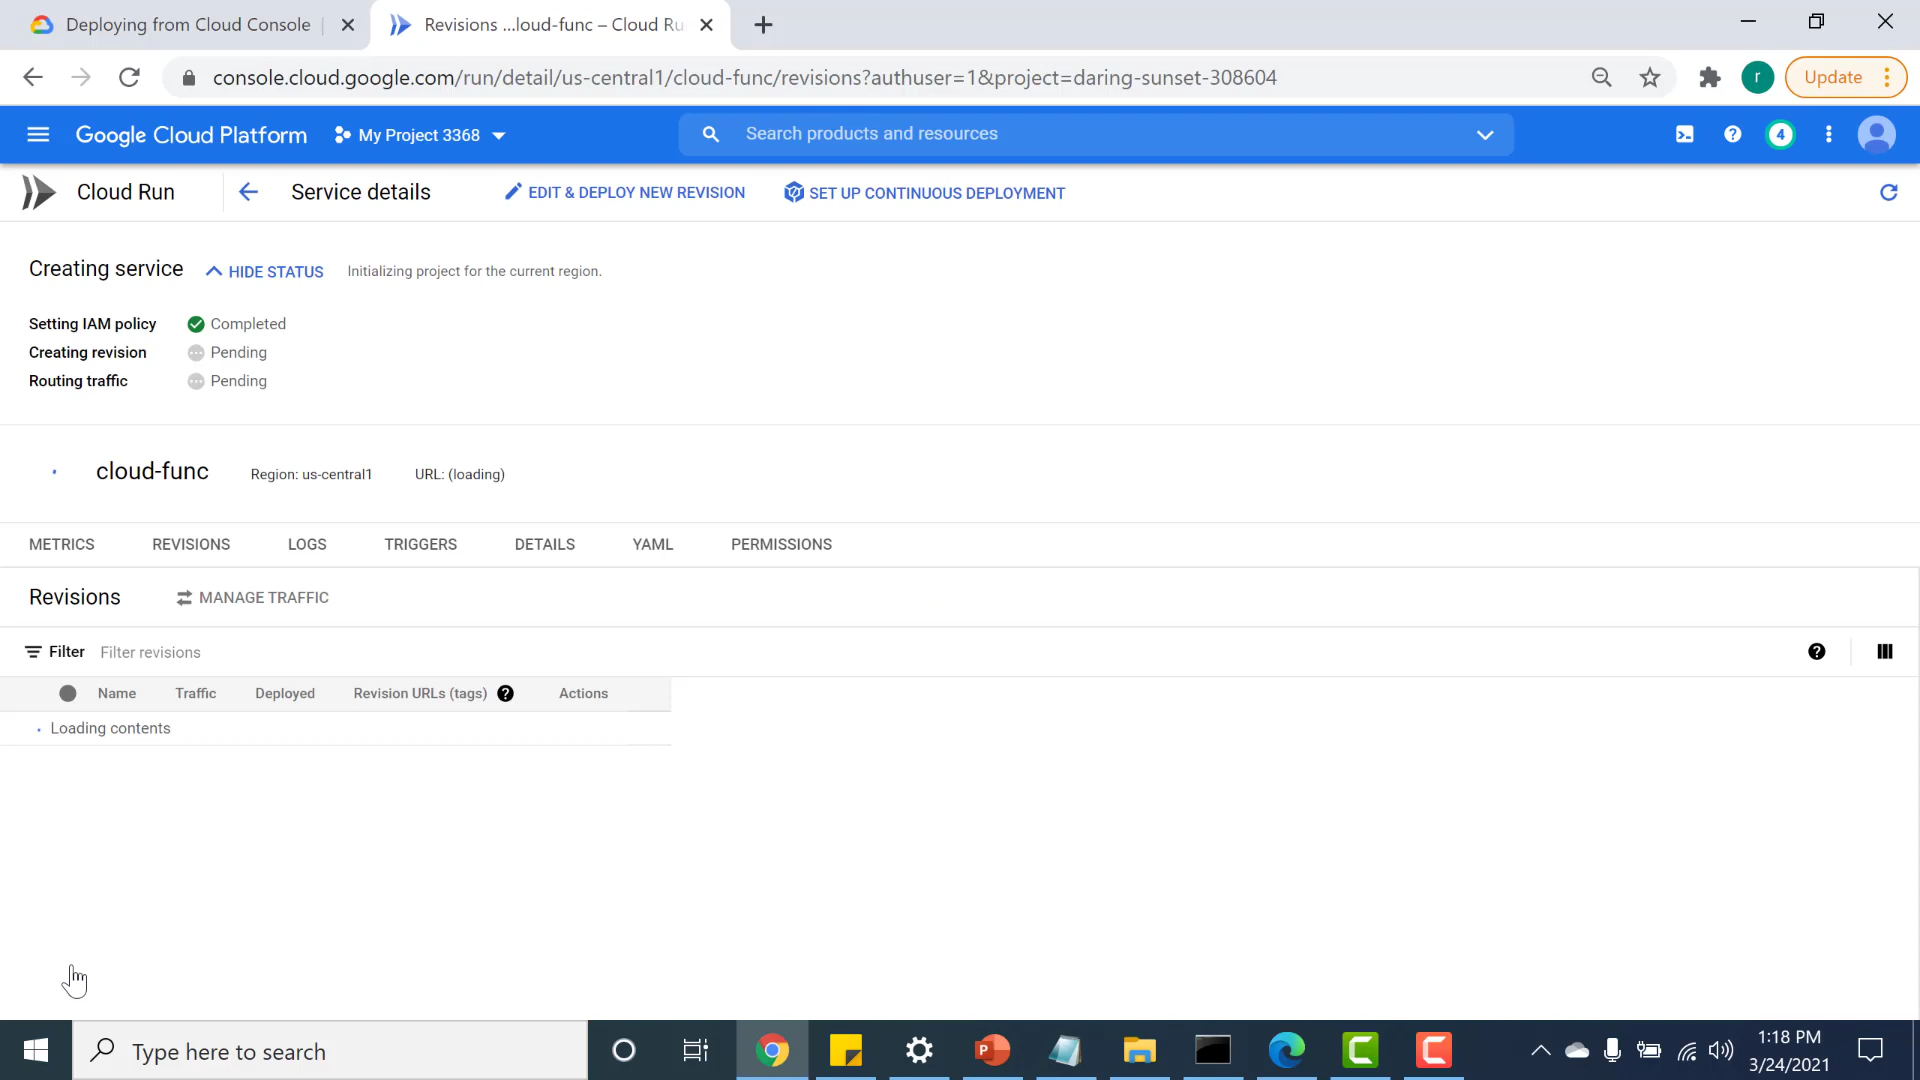 Deploying from Cloud Console
Revisions ...loud-func – Cloud Ru
console.cloud.google.com/run/detail/us-central1/cloud-func/revisions?authuser=1&project=daring-sunset-308604
r
Update
Google Cloud Platform
My Project 3368
Search products and resources
4
Cloud Run
Service details
EDIT & DEPLOY NEW REVISION
SET UP CONTINUOUS DEPLOYMENT
Creating service
HIDE STATUS
Initializing project for the current region.
Setting IAM policy Completed
Creating revision Pending
Routing traffic Pending
cloud-func
Region: us-central1
URL: (loading)
METRICS REVISIONS LOGS TRIGGERS DETAILS YAML PERMISSIONS
Revisions
MANAGE TRAFFIC
Filter Filter revisions
Name Traffic Deployed Revision URLs (tags) Actions
Loading contents
Type here to search
1:18 PM
3/24/2021